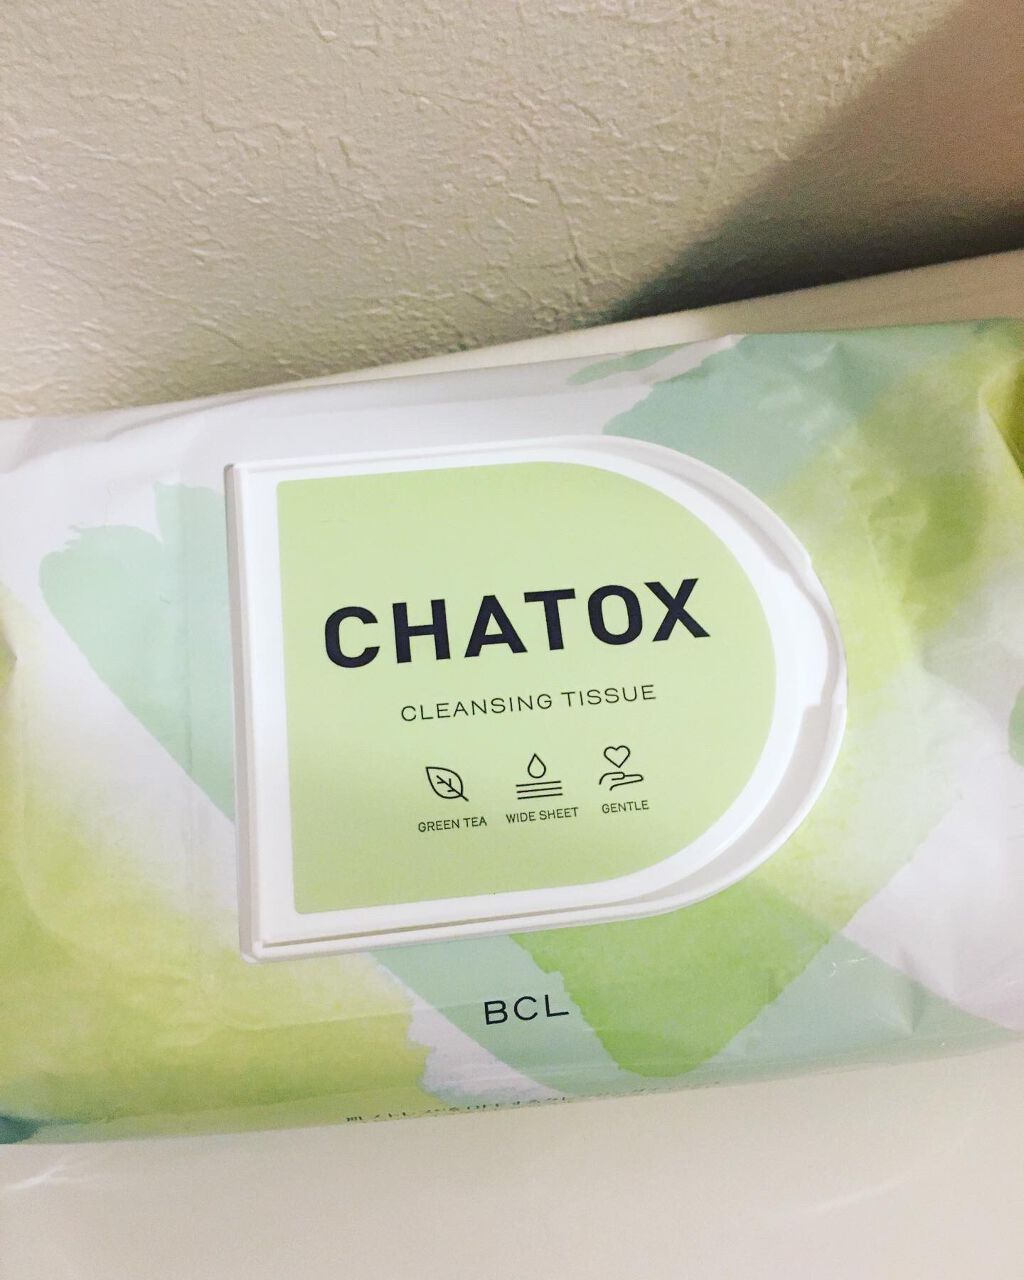 CHATOX
CLEANSING TISSUE
GREEN TEA
WIDE SHEET
GENTLE
BCL